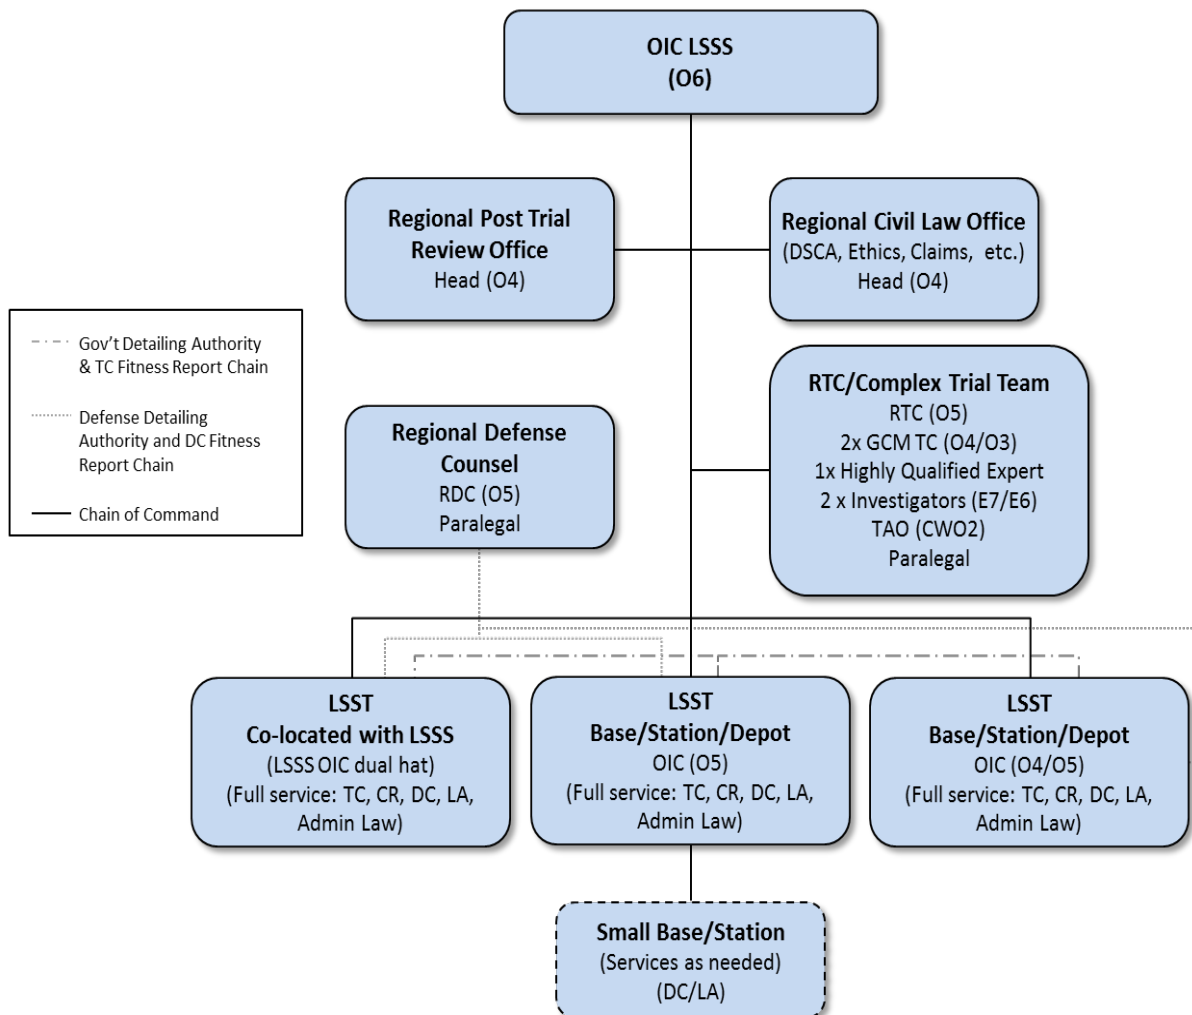 OIC LSSS
(O6)
Regional Post Trial
Review Office
Head (O4)
Regional Civil Law Office
(DSCA, Ethics, Claims, etc.)
Head (O4)
Gov't Detailing Authority
& TC Fitness Report Chain
Defense Detailing
Authority and DC Fitness
Report Chain
Chain of Command
Regional Defense
Counsel
RDC (O5)
Paralegal
RTC/Complex Trial Team
RTC (O5)
2x GCM TC (O4/O3)
1x Highly Qualified Expert
2 x Investigators (E7/E6)
TAO (CWO2)
Paralegal
LSST
Co-located with LSSS
(LSSS OIC dual hat)
(Full service: TC, CR, DC, LA,
Admin Law)
LSST
Base/Station/Depot
OIC (O5)
(Full service: TC, CR, DC, LA,
Admin Law)
LSST
Base/Station/Depot
OIC (O4/O5)
(Full service: TC, CR, DC, LA,
Admin Law)
Small Base/Station
(Services as needed)
(DC/LA)